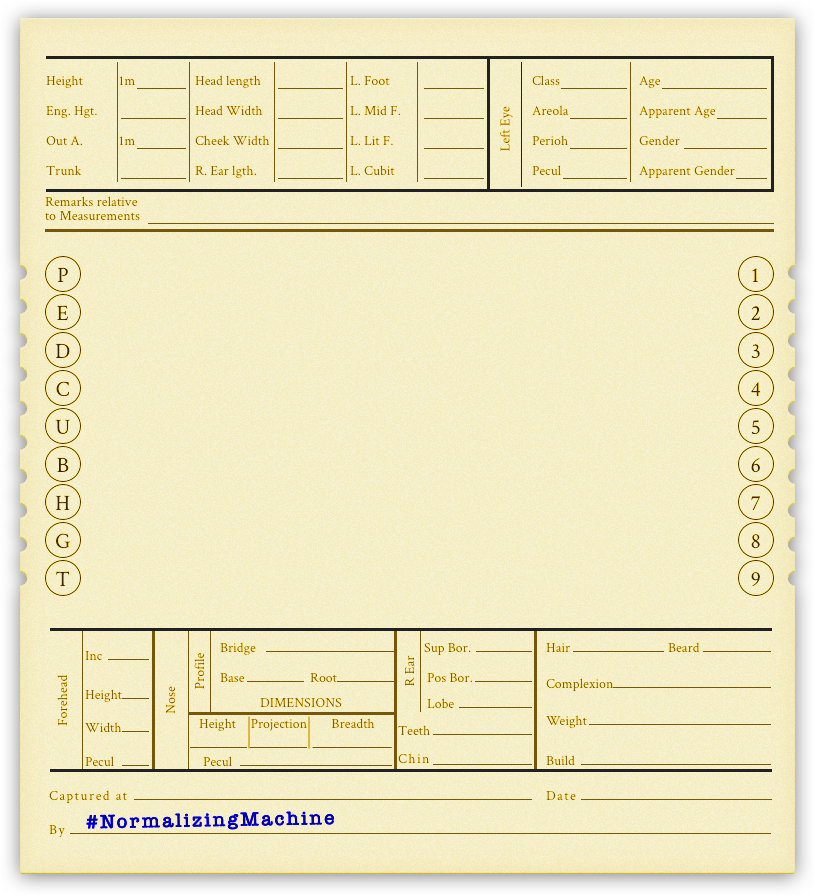 Height 1m Head length L. Foot Class Age
Eng. Hgt. Head Width L. Mid F. Areola Apparent Age
Out A. 1m Cheek Width L. Lit F. Perioh Gender
Trunk R. Ear lgth. L. Cubit Pecul Apparent Gender
Left Eye
Remarks relative
to Measurements
P 1
E 2
D 3
C 4
U 5
B 6
H 7
G 8
T 9
Forehead
Inc
Height
Width
Pecul
Nose
Profile
Bridge
Base Root
DIMENSIONS
Height Projection Breadth
Pecul
R Ear
Sup Bor.
Pos Bor.
Lobe
Teeth
Chin
Hair Beard
Complexion
Weight
Build
Captured at Date
By #NormalizingMachine